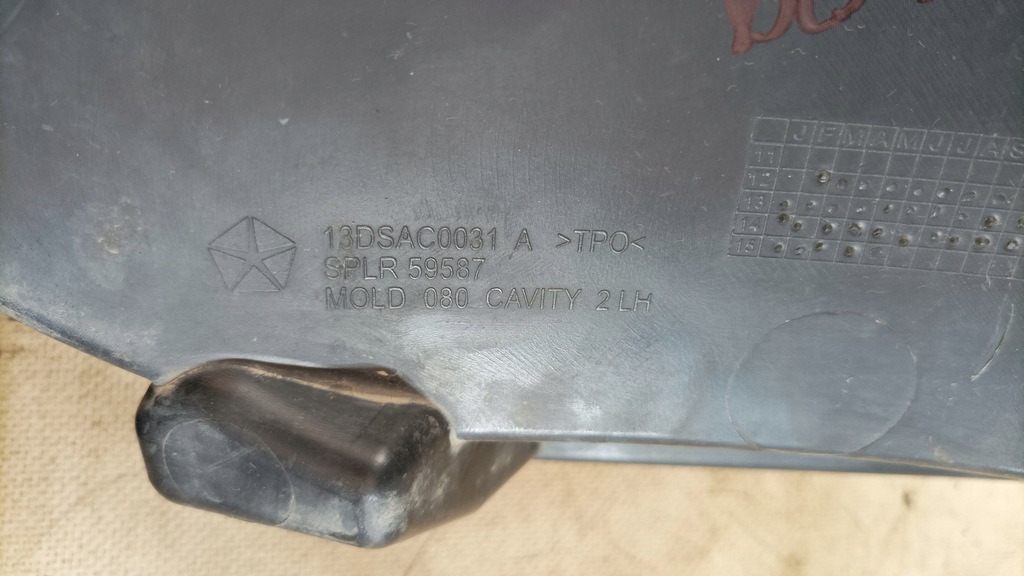 J F M A M J J A S
11
12
13
14
15
13DSAC0031 A >TPO<
SPLR 59587
MOLD 080 CAVITY 2 LH